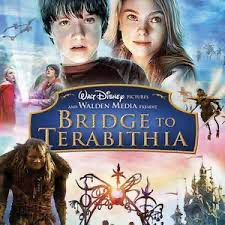 WALT DISNEY PICTURES
AND WALDEN MEDIA PRESENT
BRIDGE TO
TERABITHIA